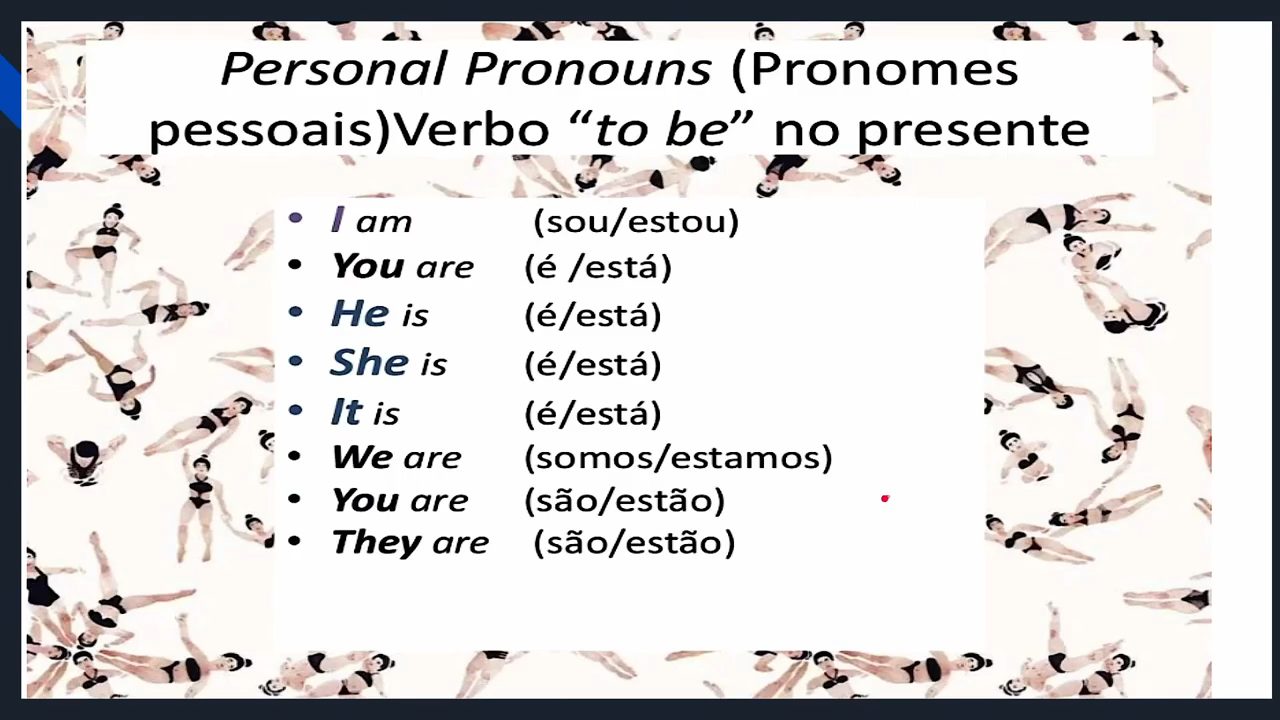 Personal Pronouns (Pronomes
pessoais)Verbo “to be” no presente
• I am (sou/estou)
• You are (é /está)
• He is (é/está)
• She is (é/está)
• It is (é/está)
• We are (somos/estamos)
• You are (são/estão)
• They are (são/estão)